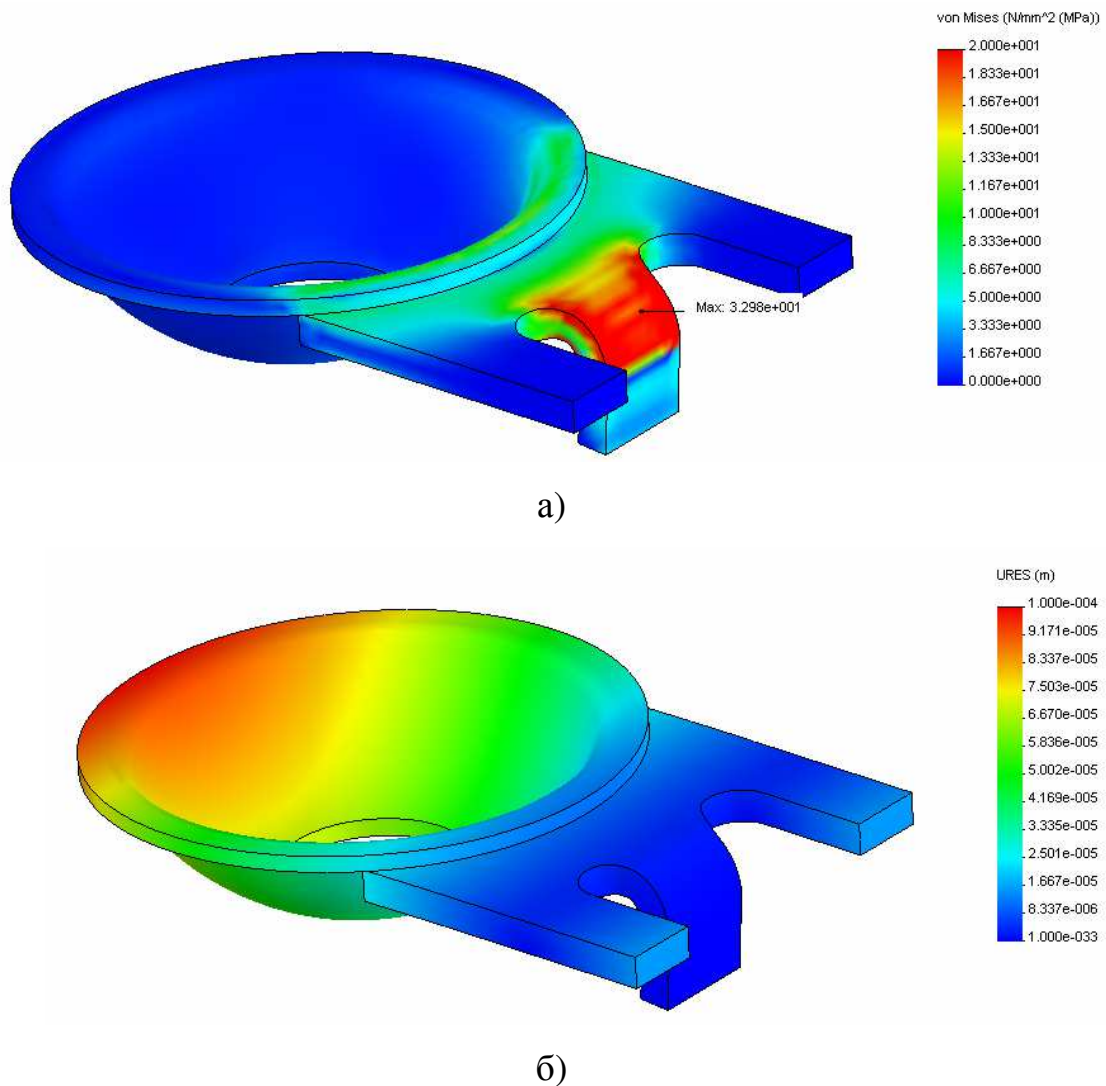 von Mises (N/mm^2 (MPa))
2.000e+001
1.833e+001
1.667e+001
1.500e+001
1.333e+001
1.167e+001
1.000e+001
8.333e+000
6.667e+000
5.000e+000
3.333e+000
1.667e+000
0.000e+000
Max: 3.298e+001
а)
URES (m)
1.000e-004
9.171e-005
8.337e-005
7.503e-005
6.670e-005
5.836e-005
5.002e-005
4.169e-005
3.335e-005
2.501e-005
1.667e-005
8.337e-006
1.000e-033
б)